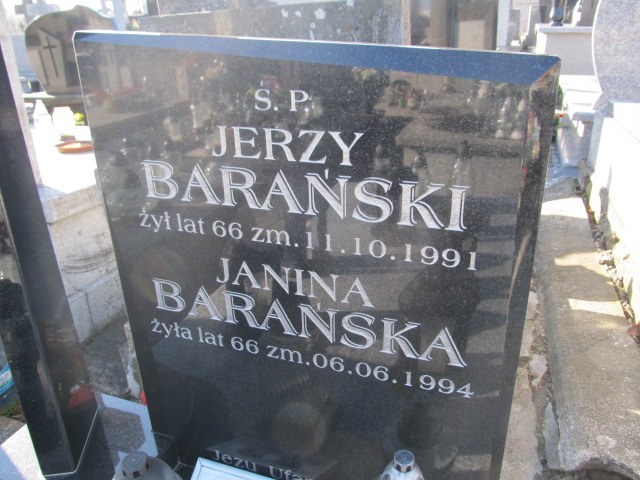 Ś. P.
JERZY
BARAŃSKI
żył lat 66 zm.11.10.1991
JANINA
BARAŃSKA
żyła lat 66 zm.06.06.1994
Jezu